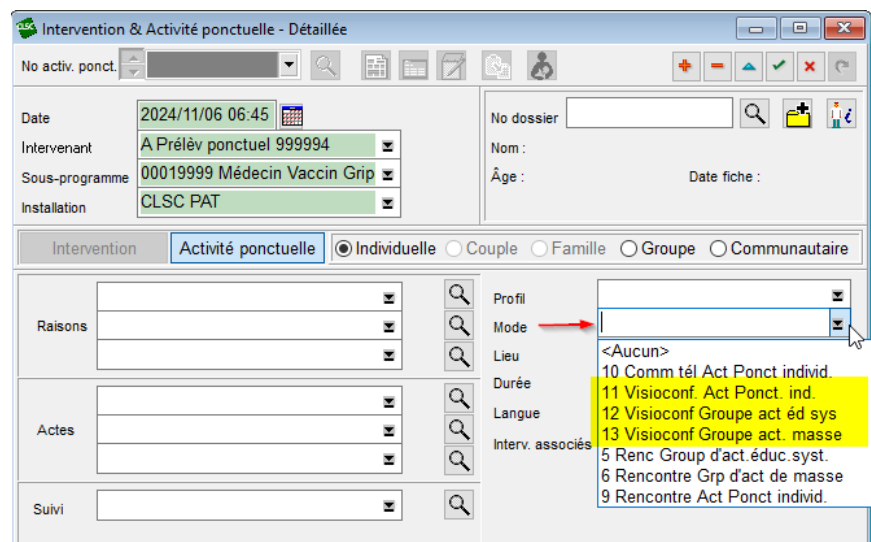 CLSC Intervention & Activité ponctuelle - Détaillée
No activ. ponct.
Date 2024/11/06 06:45
Intervenant A Prélèv ponctuel 999994
Sous-programme 00019999 Médecin Vaccin Grip
Installation CLSC PAT
No dossier
Nom :
Âge : Date fiche :
Intervention Activité ponctuelle Individuelle Couple Famille Groupe Communautaire
Raisons
Actes
Suivi
Profil
Mode
Lieu
Durée
Langue
Interv. associés
<Aucun>
10 Comm tél Act Ponct individ.
11 Visioconf. Act Ponct. ind.
12 Visioconf Groupe act éd sys
13 Visioconf Groupe act. masse
5 Renc Group d'act.éduc.syst.
6 Rencontre Grp d'act de masse
9 Rencontre Act Ponct individ.